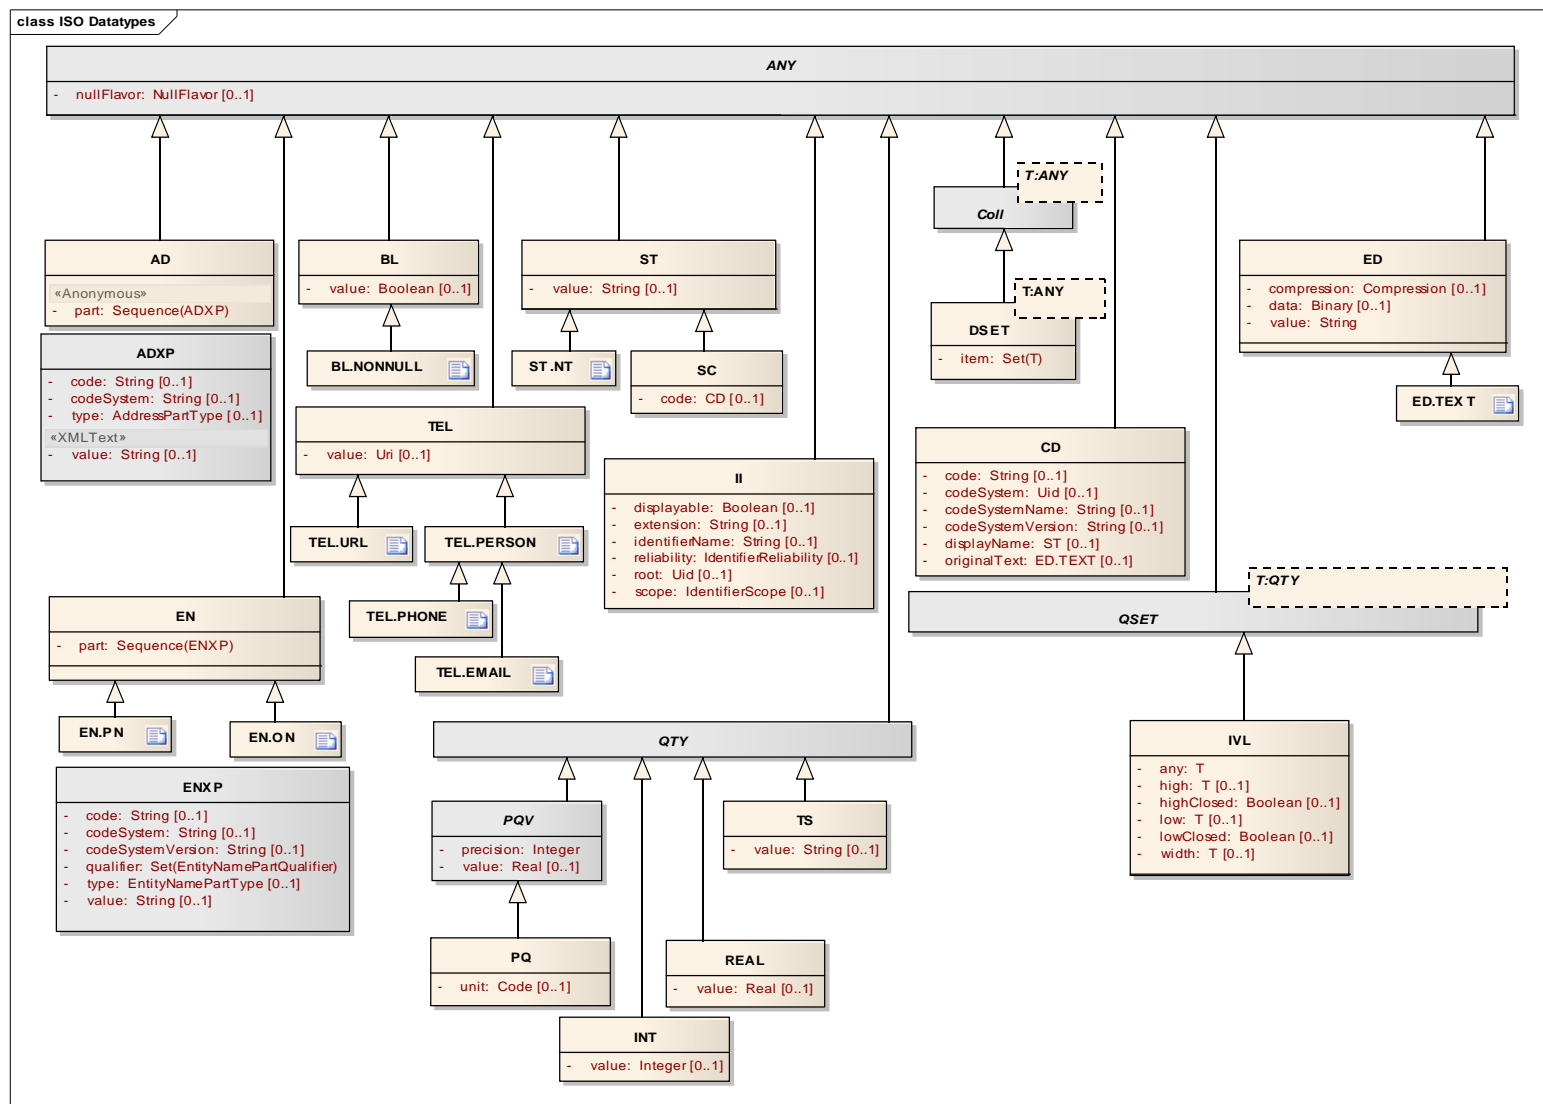 class ISO Datatypes
ANY
- nullFlavor: NullFlavor [0..1]
T:ANY
Coll
AD
«Anonymous»
- part: Sequence(ADXP)
BL
- value: Boolean [0..1]
ST
- value: String [0..1]
T:ANY
DSET
- item: Set(T)
ED
- compression: Compression [0..1]
- data: Binary [0..1]
- value: String
ADXP
- code: String [0..1]
- codeSystem: String [0..1]
- type: AddressPartType [0..1]
«XMLText»
- value: String [0..1]
BL.NONNULL
ST.NT
SC
- code: CD [0..1]
ED.TEXT
TEL
- value: Uri [0..1]
II
- displayable: Boolean [0..1]
- extension: String [0..1]
- identifierName: String [0..1]
- reliability: IdentifierReliability [0..1]
- root: Uid [0..1]
- scope: IdentifierScope [0..1]
CD
- code: String [0..1]
- codeSystem: Uid [0..1]
- codeSystemName: String [0..1]
- codeSystemVersion: String [0..1]
- displayName: ST [0..1]
- originalText: ED.TEXT [0..1]
TEL.URL
TEL.PERSON
T:QTY
QSET
TEL.PHONE
TEL.EMAIL
EN
- part: Sequence(ENXP)
EN.PN
EN.ON
QTY
IVL
- any: T
- high: T [0..1]
- highClosed: Boolean [0..1]
- low: T [0..1]
- lowClosed: Boolean [0..1]
- width: T [0..1]
ENXP
- code: String [0..1]
- codeSystem: String [0..1]
- codeSystemVersion: String [0..1]
- qualifier: Set(EntityNamePartQualifier)
- type: EntityNamePartType [0..1]
- value: String [0..1]
PQV
- precision: Integer
- value: Real [0..1]
TS
- value: String [0..1]
PQ
- unit: Code [0..1]
REAL
- value: Real [0..1]
INT
- value: Integer [0..1]